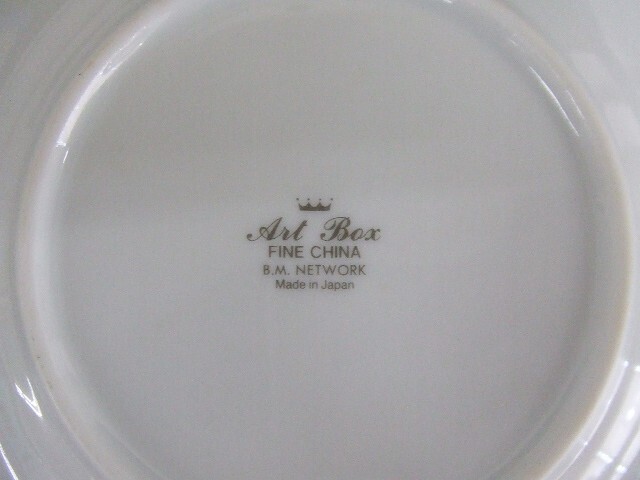 Art Box
FINE CHINA
B.M. NETWORK
Made in Japan